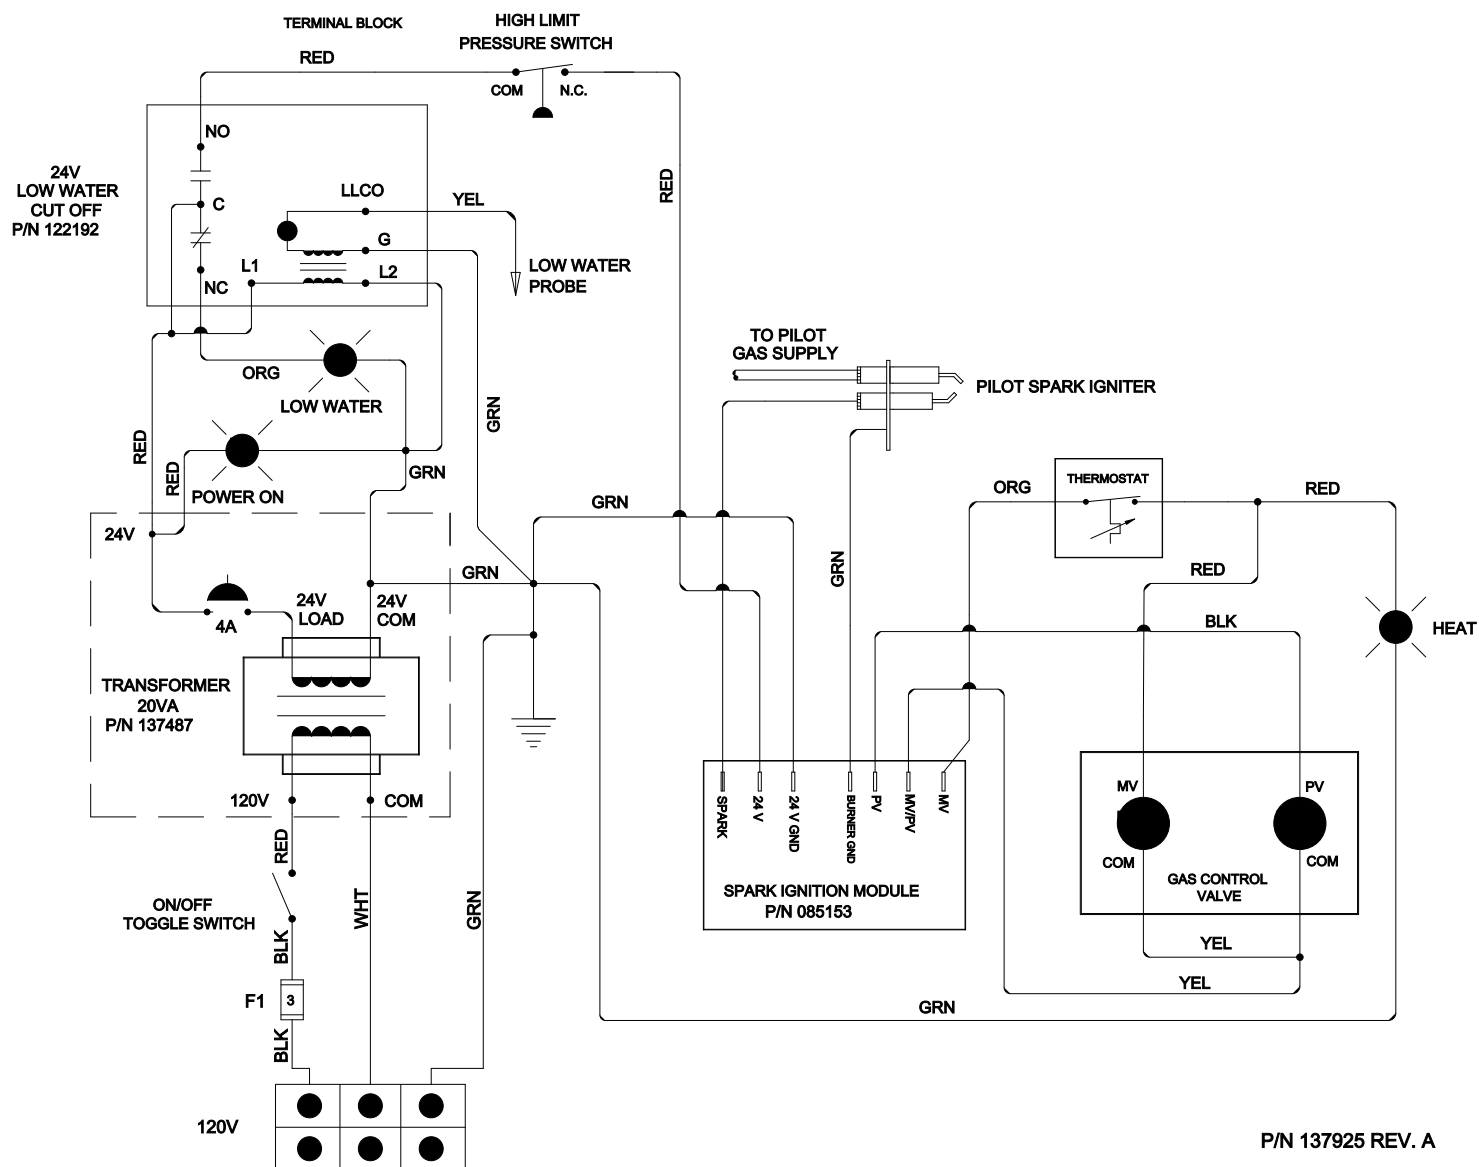 TERMINAL BLOCK
HIGH LIMIT
PRESSURE SWITCH
RED
COM
N.C.
NO
24V
LOW WATER
CUT OFF
P/N 122192
C
LLCO
YEL
RED
G
L1
L2
NC
LOW WATER
PROBE
ORG
LOW WATER
TO PILOT
GAS SUPPLY
PILOT SPARK IGNITER
GRN
RED
RED
GRN
POWER ON
24V
GRN
GRN
ORG
THERMOSTAT
RED
RED
GRN
24V
LOAD
24V
COM
4A
BLK
HEAT
TRANSFORMER
20VA
P/N 137487
120V
COM
SPARK
24 V
24 V GND
BURNER GND
PV
MV/PV
MV
MV
PV
COM
COM
GAS CONTROL
VALVE
SPARK IGNITION MODULE
P/N 085153
RED
ON/OFF
TOGGLE SWITCH
WHT
GRN
BLK
YEL
YEL
F1
3
GRN
BLK
120V
P/N 137925 REV. A